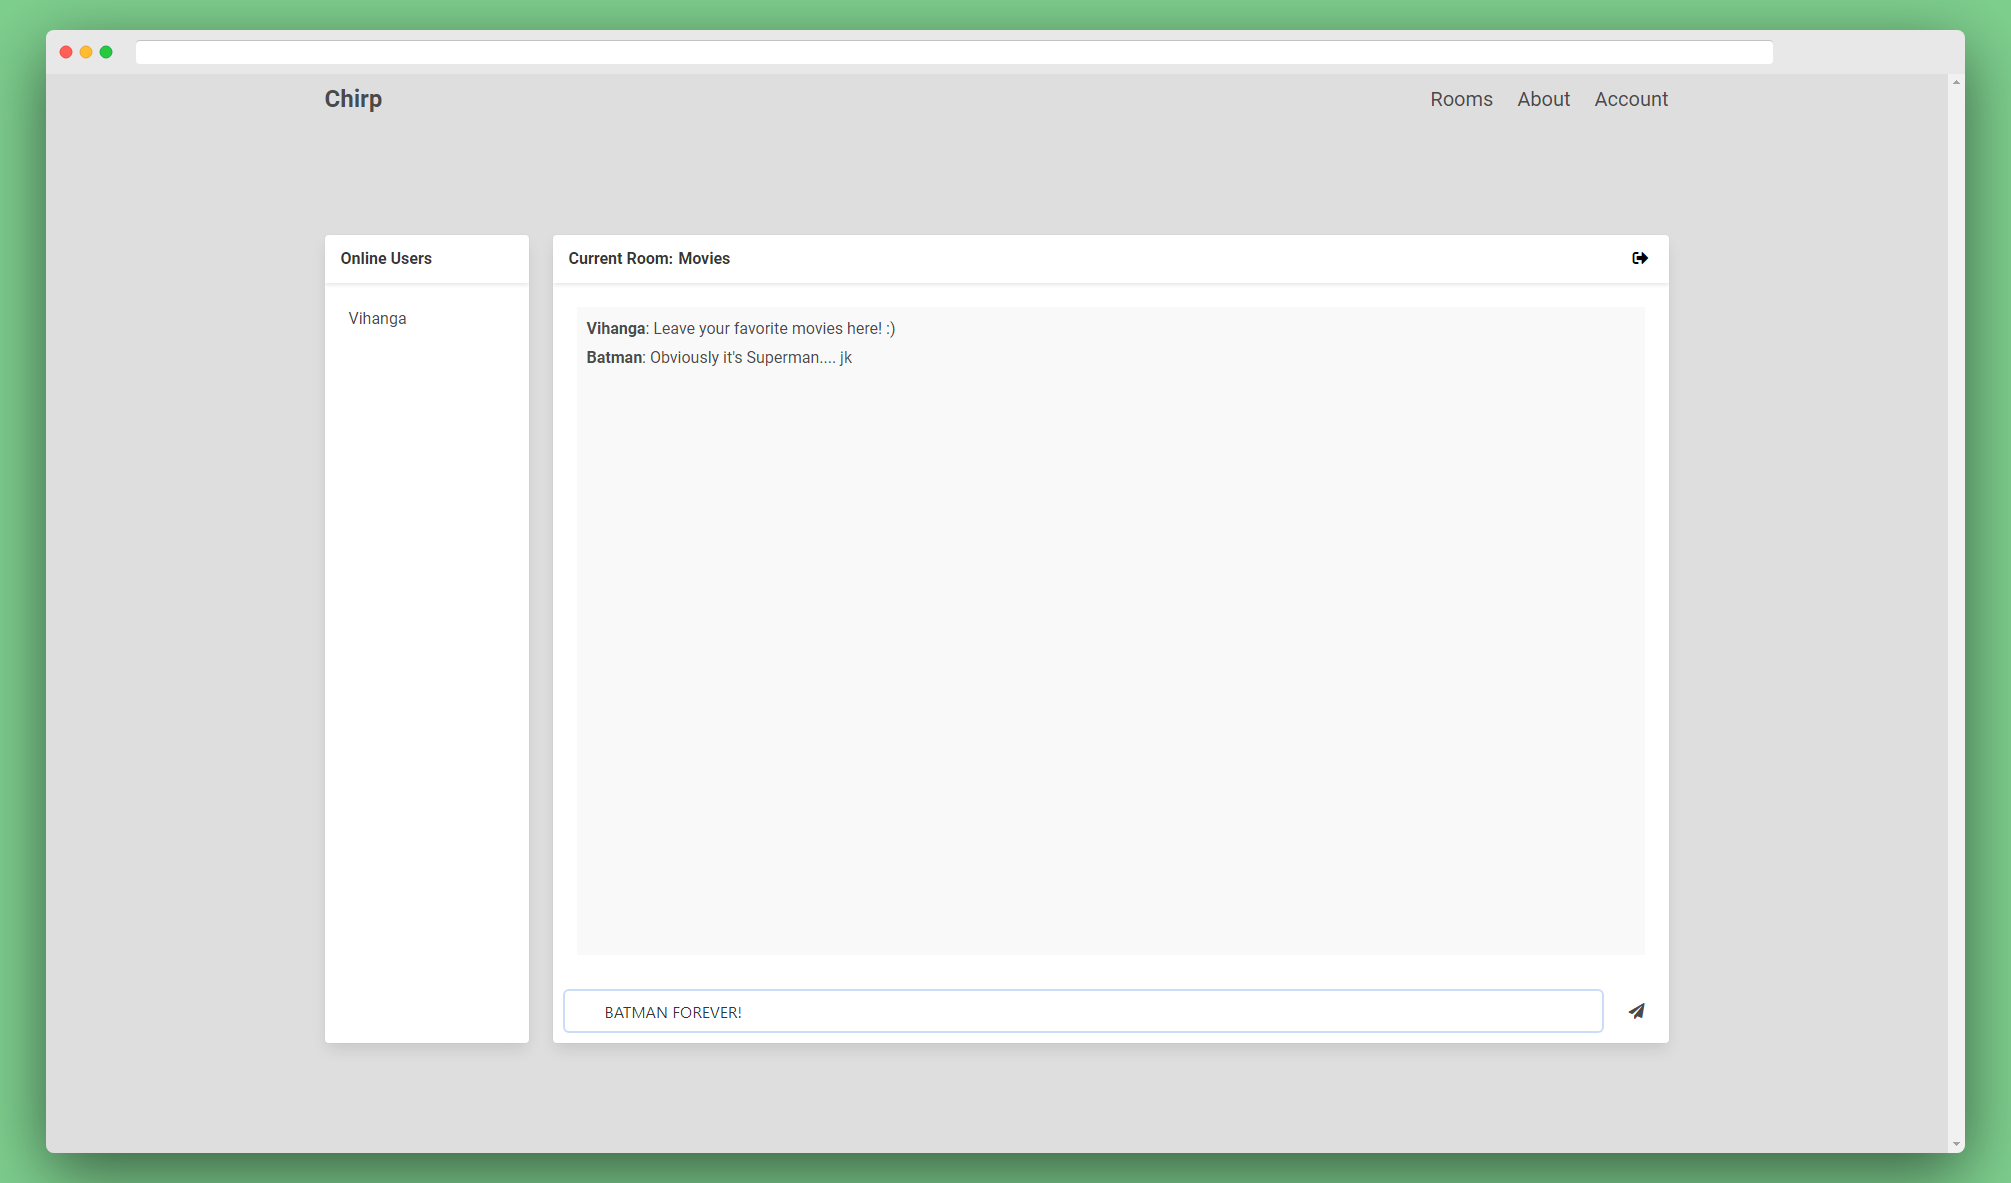 Chirp
Rooms About Account
Online Users
Vihanga
Current Room: Movies
Vihanga: Leave your favorite movies here! :)
Batman: Obviously it's Superman.... jk
BATMAN FOREVER!